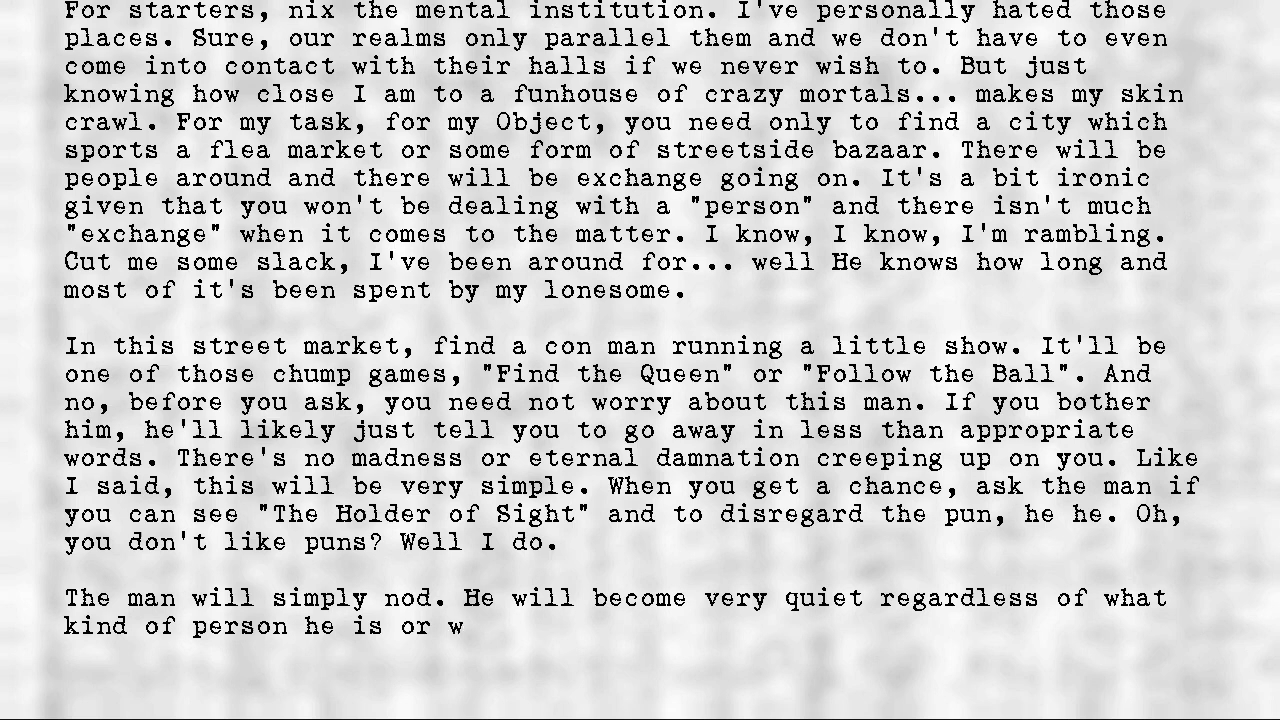 For starters, nix the mental institution. I've personally hated those
places. Sure, our realms only parallel them and we don't have to even
come into contact with their halls if we never wish to. But just
knowing how close I am to a funhouse of crazy mortals... makes my skin
crawl. For my task, for my Object, you need only to find a city which
sports a flea market or some form of streetside bazaar. There will be
people around and there will be exchange going on. It's a bit ironic
given that you won't be dealing with a "person" and there isn't much
"exchange" when it comes to the matter. I know, I know, I'm rambling.
Cut me some slack, I've been around for... well He knows how long and
most of it's been spent by my lonesome.

In this street market, find a con man running a little show. It'll be
one of those chump games, "Find the Queen" or "Follow the Ball". And
no, before you ask, you need not worry about this man. If you bother
him, he'll likely just tell you to go away in less than appropriate
words. There's no madness or eternal damnation creeping up on you. Like
I said, this will be very simple. When you get a chance, ask the man if
you can see "The Holder of Sight" and to disregard the pun, he he. Oh,
you don't like puns? Well I do.

The man will simply nod. He will become very quiet regardless of what
kind of person he is or w